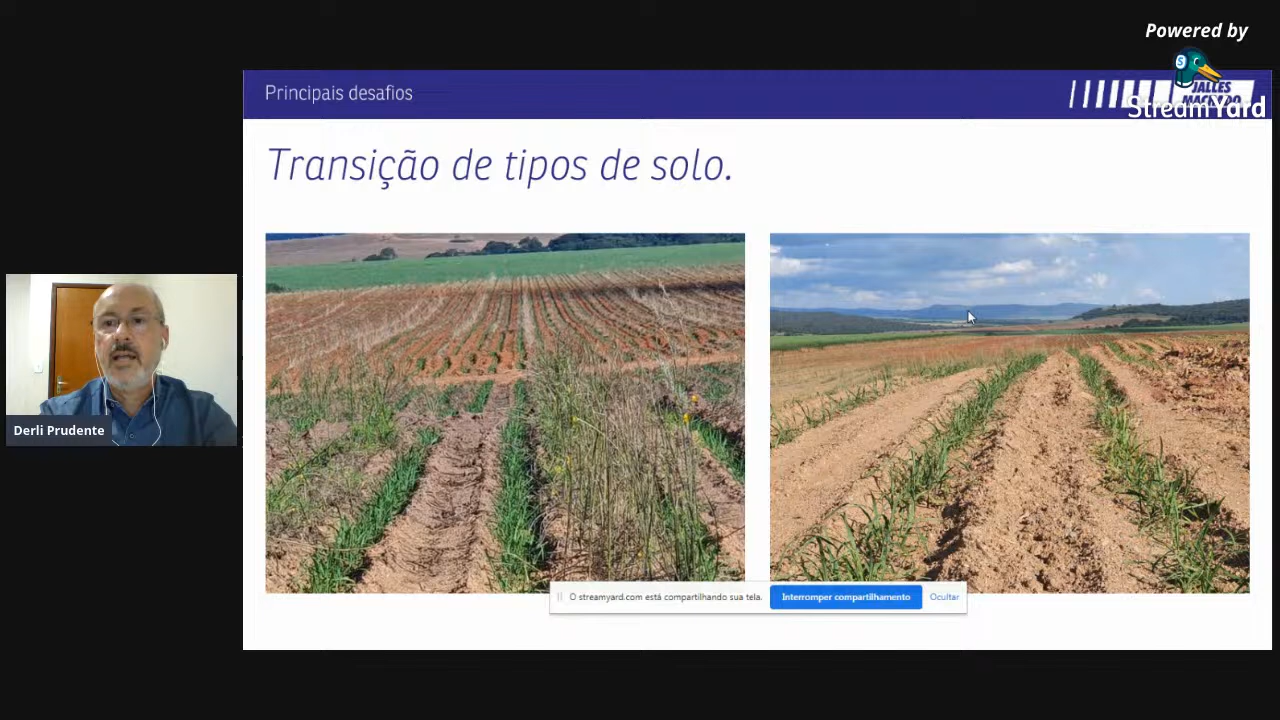 Powered by
StreamYard
Principais desafios
JALLES
Transição de tipos de solo.
Derli Prudente
O streamyard.com está compartilhando sua tela.
Interromper compartilhamento
Ocultar